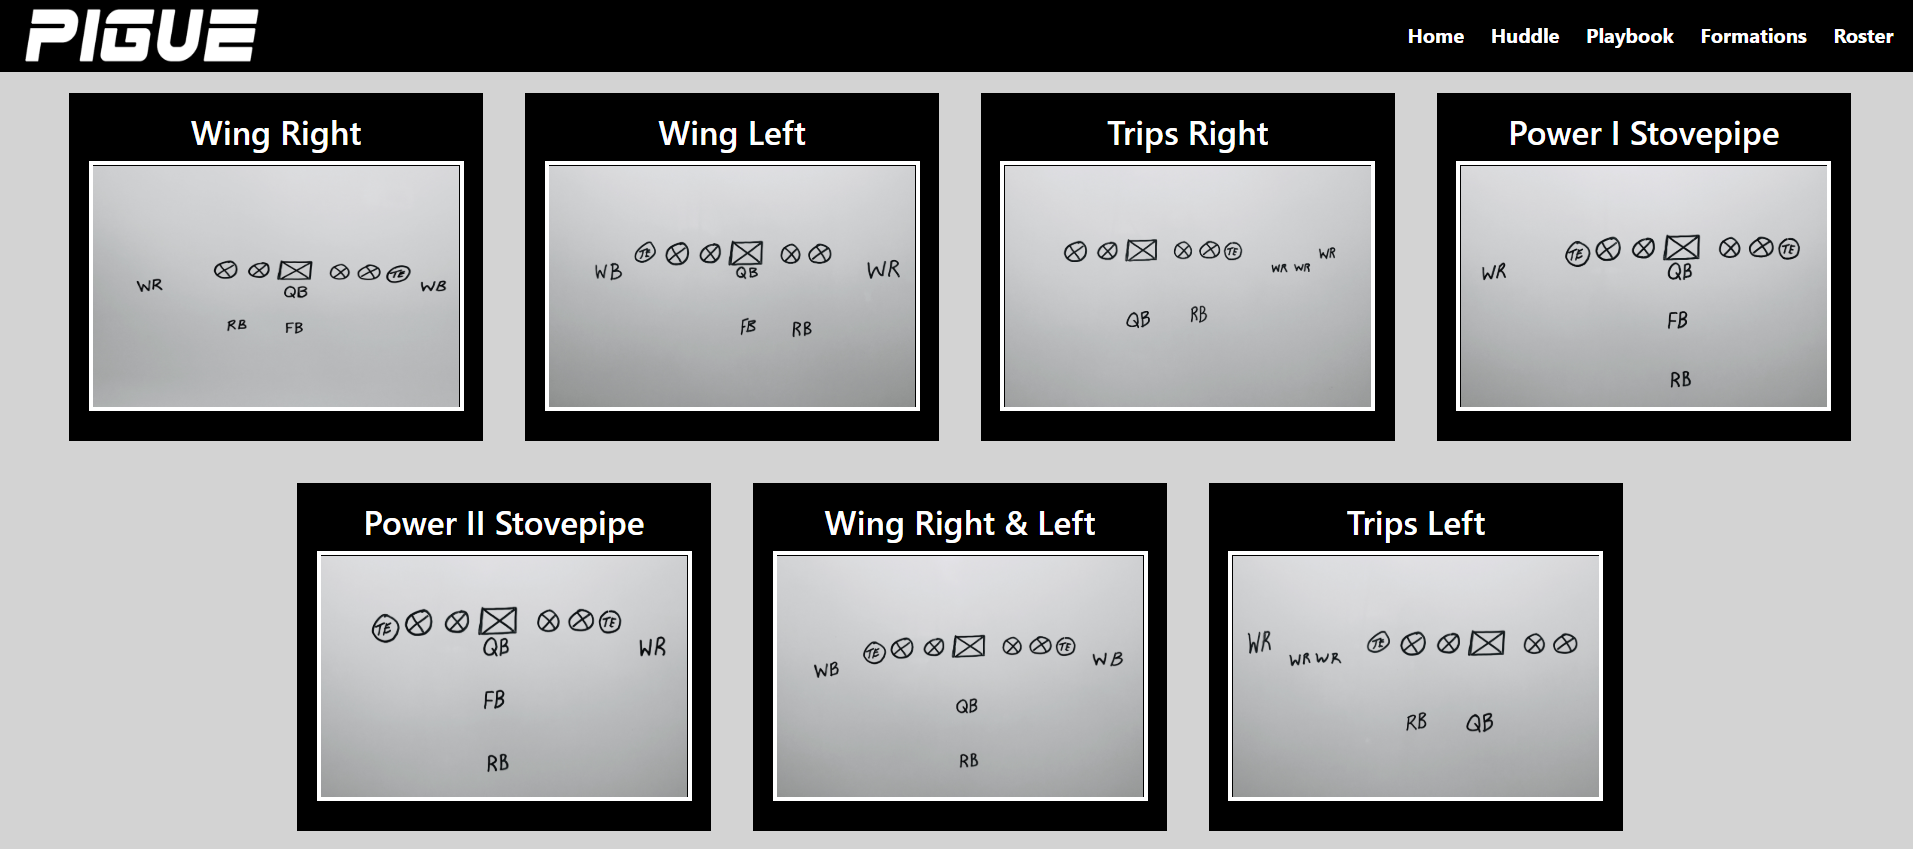 PIGUE
Home Huddle Playbook Formations Roster
Wing Right
TE
WR QB WB
RB FB
Wing Left
TE
WB QB WR
FB RB
Trips Right
TE
WR WR WR
QB RB
Power I Stovepipe
TE TE
WR QB
FB
RB
Power II Stovepipe
TE TE
QB WR
FB
RB
Wing Right & Left
TE TE
WB WB
QB
RB
Trips Left
WR TE
WR WR
RB QB